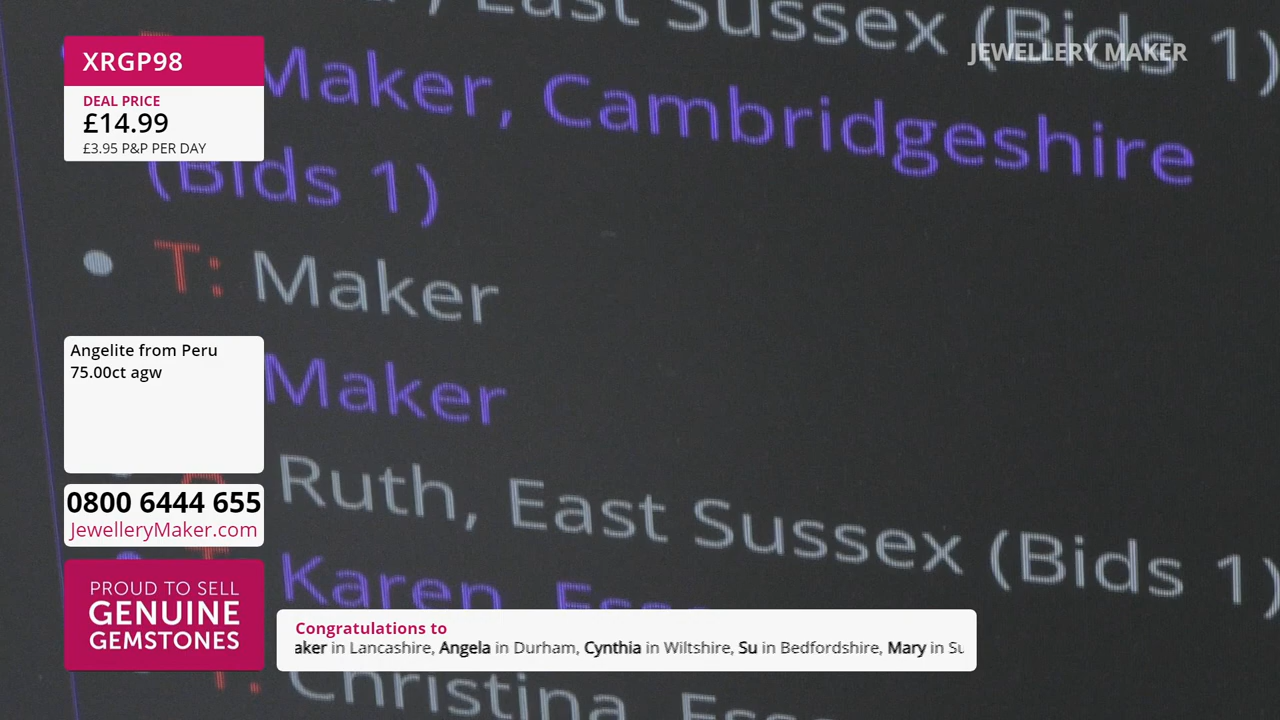 East Sussex (Bids 1)
JEWELLERY MAKER
XRGP98
DEAL PRICE
£14.99
£3.95 P&P PER DAY
Maker, Cambridgeshire
(Bids 1)
T: Maker
Maker
Angelite from Peru
75.00ct agw
Ruth, East Sussex (Bids 1)
0800 6444 655
JewelleryMaker.com
Karen,
PROUD TO SELL
GENUINE
GEMSTONES
Congratulations to
aker in Lancashire, Angela in Durham, Cynthia in Wiltshire, Su in Bedfordshire, Mary in Su
T: Christina,